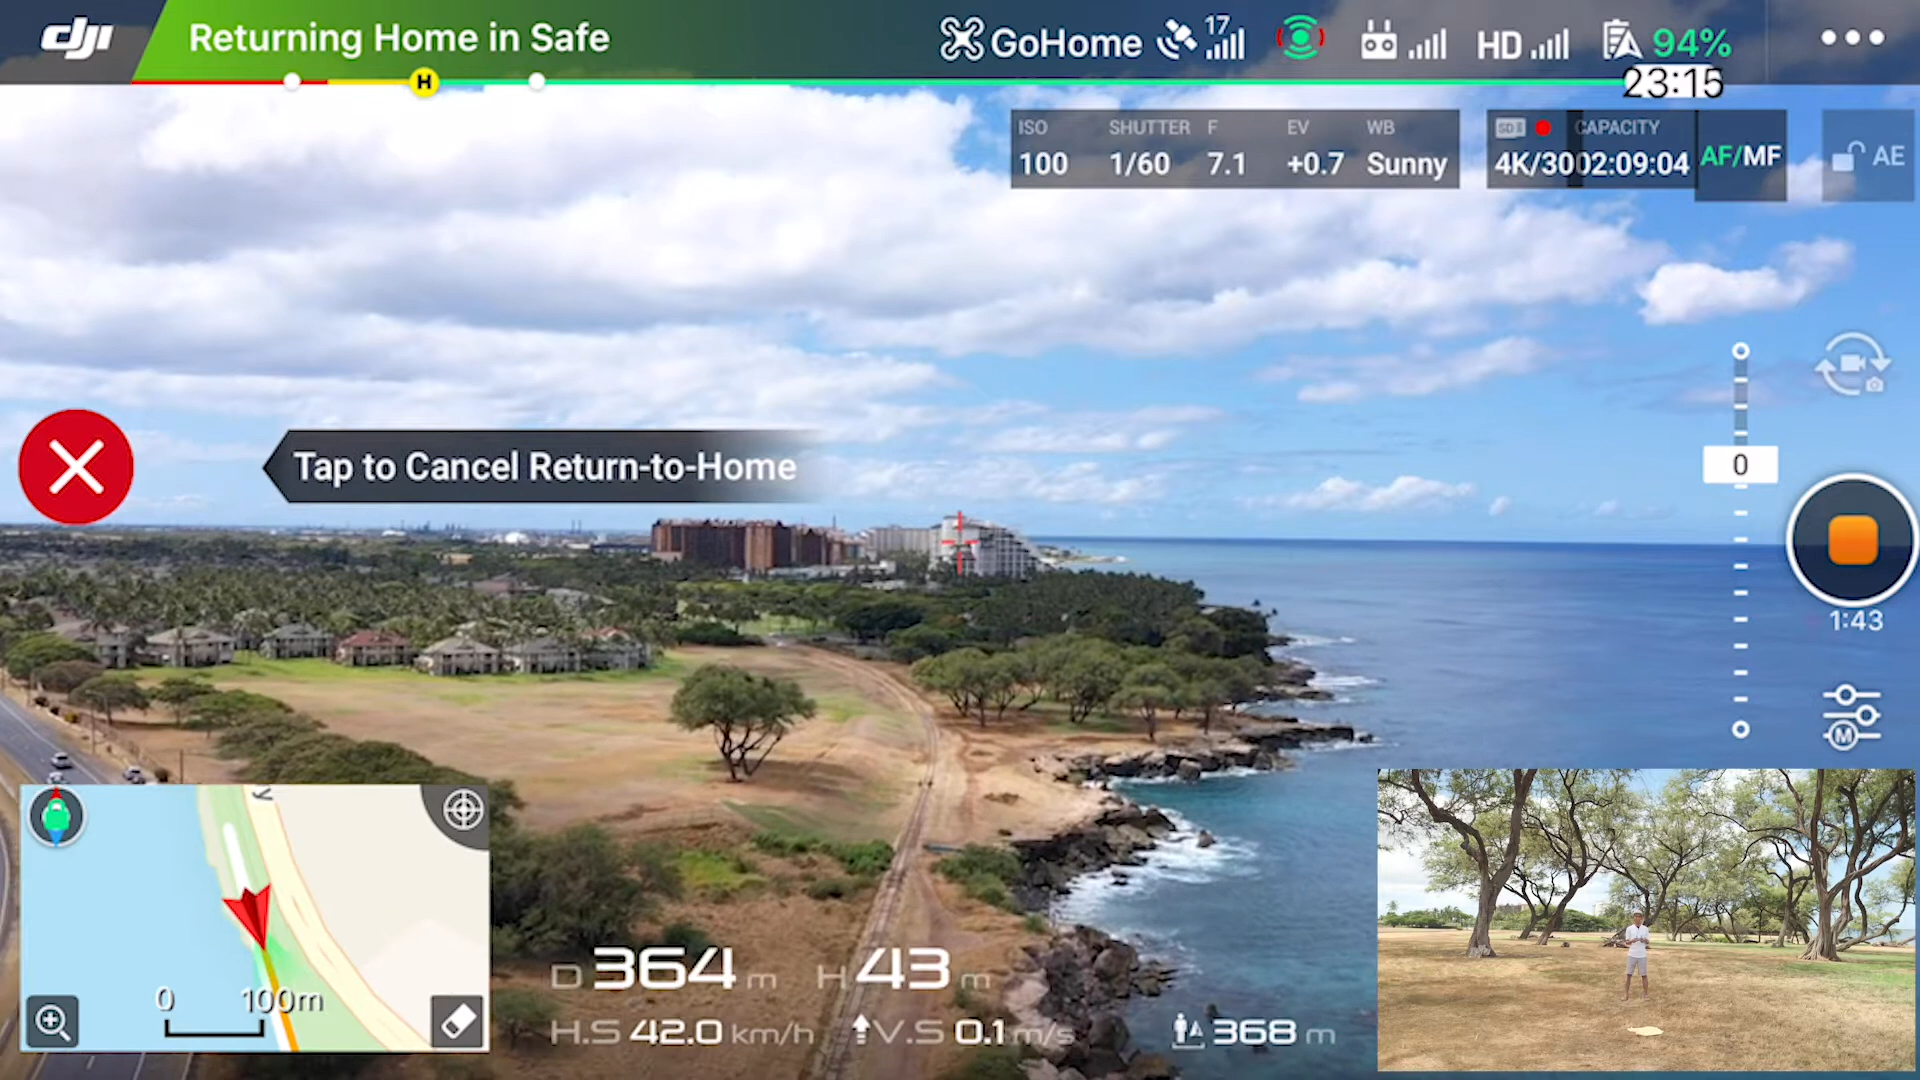 dji
Returning Home in Safe
GoHome
17
HD
94%
H
23:15
ISO SHUTTER F EV WB
100 1/60 7.1 +0.7 Sunny
SD CAPACITY
4K/30 02:09:04
AF/MF
AE
Tap to Cancel Return-to-Home
0
1:43
M
0 100m
D 364 m H 43 m
H.S 42.0 km/h V.S 0.1 m/s
368 m